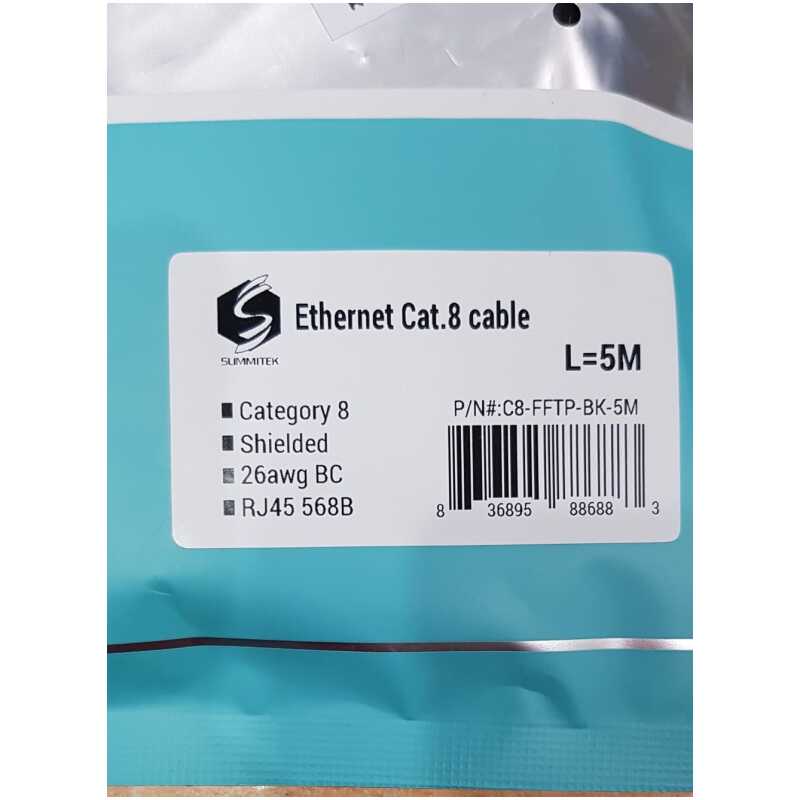 Ethernet Cat.8 cable
SUMMITEK
L=5M
Category 8
Shielded
26awg BC
RJ45 568B
P/N#:C8-FFTP-BK-5M
8 36895 88688 3